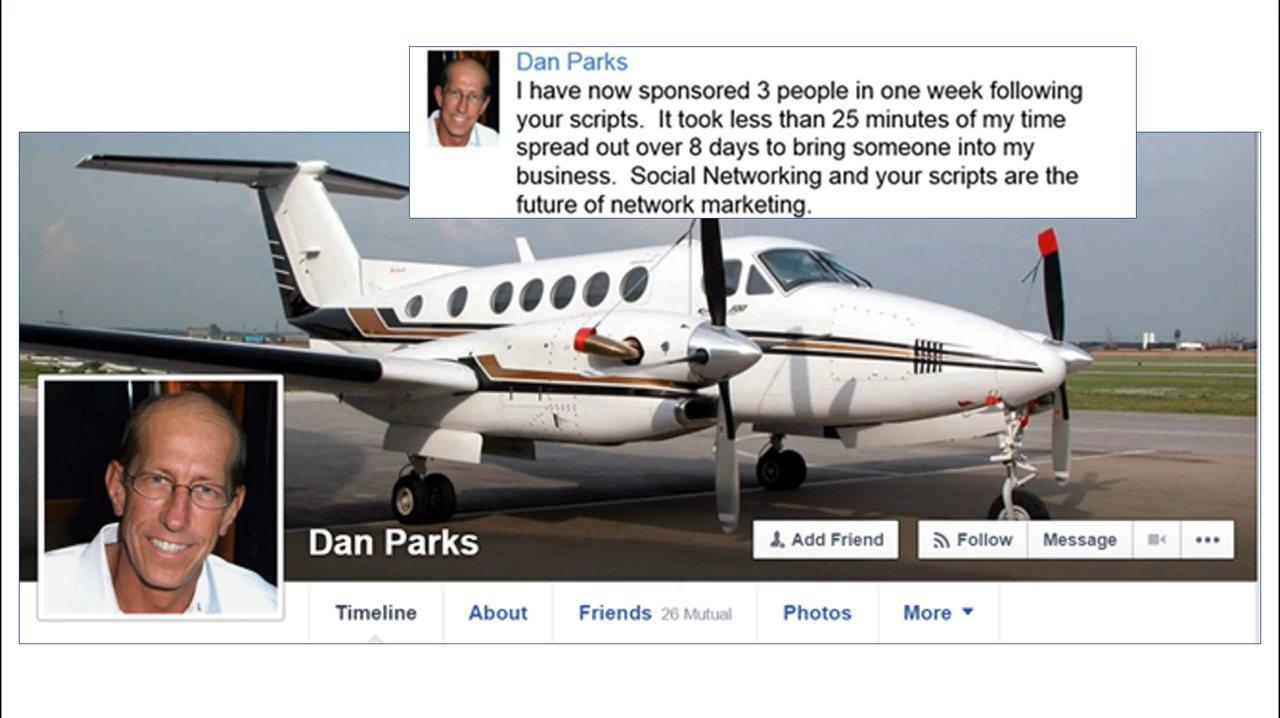 Dan Parks
I have now sponsored 3 people in one week following
your scripts.  It took less than 25 minutes of my time
spread out over 8 days to bring someone into my
business.  Social Networking and your scripts are the
future of network marketing.
Dan Parks
Add Friend
Follow
Message
Timeline
About
Friends 26 Mutual
Photos
More